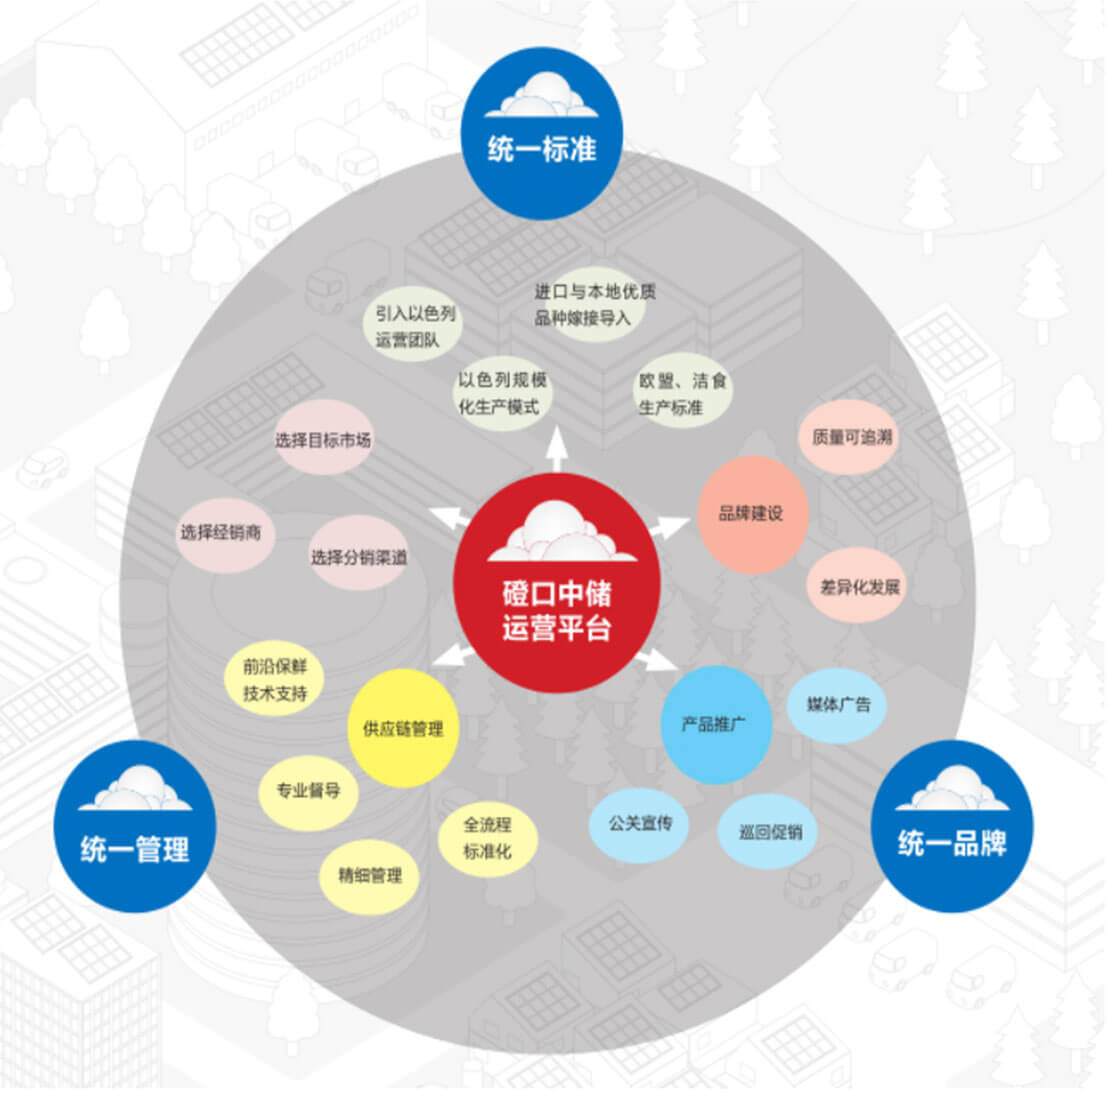 统一标准
进口与本地优质
品种嫁接导入
引入以色列
运营团队
以色列规模
化生产模式
欧盟、洁食
生产标准
选择目标市场
选择经销商
选择分销渠道
质量可追溯
品牌建设
差异化发展
磴口中储
运营平台
前沿保鲜
技术支持
供应链管理
专业督导
全流程
标准化
精细管理
产品推广
媒体广告
公关宣传
巡回促销
统一管理
统一品牌